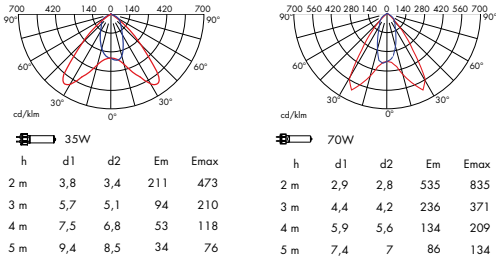 700 420 140 0 140 420 700
90° 90°
60° 60°
30° 30°
0°
cd/klm
35W
h d1 d2 Em Emax
2 m 3,8 3,4 211 473
3 m 5,7 5,1 94 210
4 m 7,5 6,8 53 118
5 m 9,4 8,5 34 76
700 560 420 280 140 0 140 280 420 560 700
90° 90°
60° 60°
30° 30°
0°
cd/klm
70W
h d1 d2 Em Emax
2 m 2,9 2,8 535 835
3 m 4,4 4,2 236 371
4 m 5,9 5,6 134 209
5 m 7,4 7 86 134